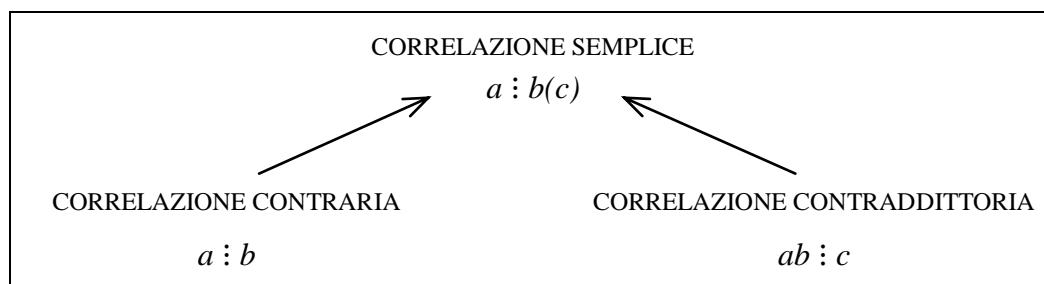 CORRELAZIONE SEMPLICE
a ⋮ b(c)
CORRELAZIONE CONTRARIA
CORRELAZIONE CONTRADDITTORIA
a ⋮ b
ab ⋮ c